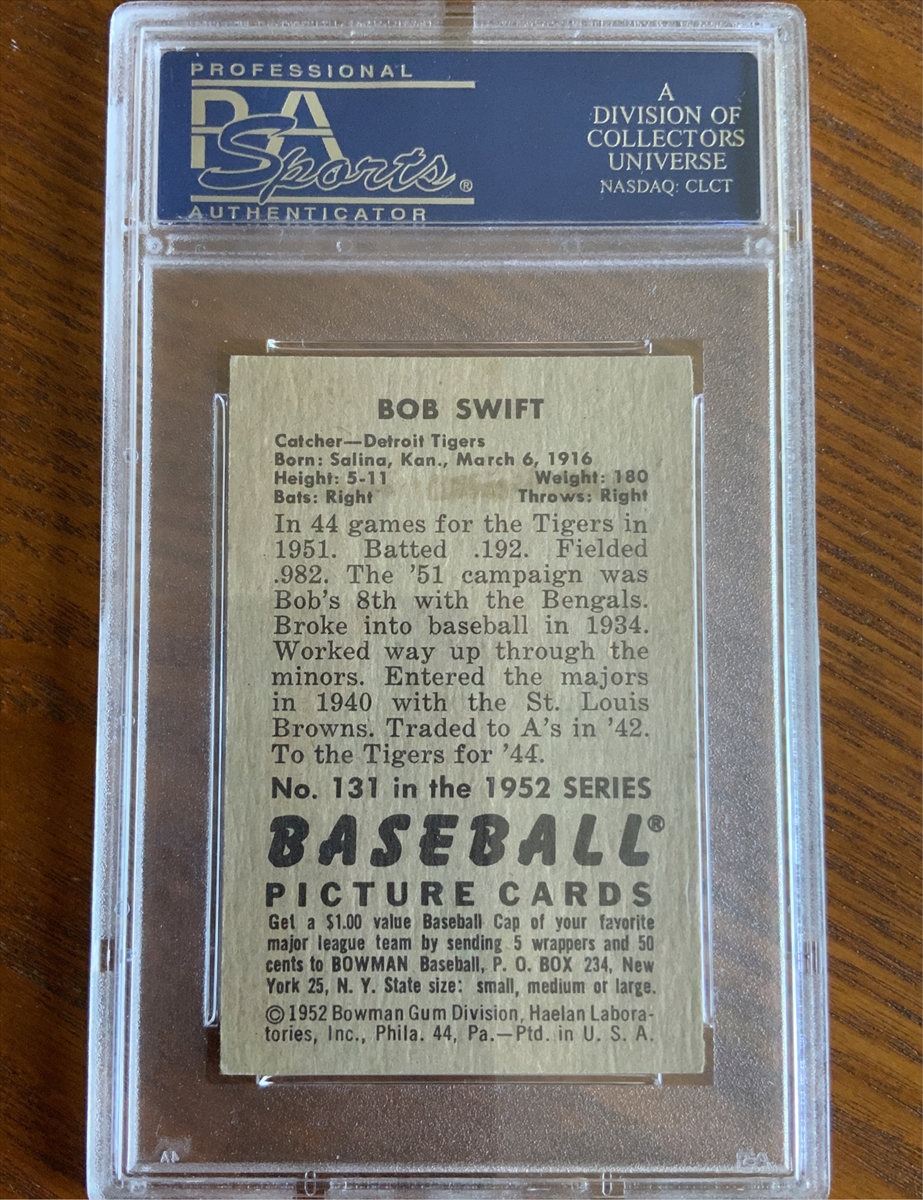 PROFESSIONAL
PSA
Sports®
AUTHENTICATOR
A
DIVISION OF
COLLECTORS
UNIVERSE
NASDAQ: CLCT
BOB SWIFT
Catcher—Detroit Tigers
Born: Salina, Kan., March 6, 1916
Height: 5-11 Weight: 180
Bats: Right Throws: Right
In 44 games for the Tigers in
1951. Batted .192. Fielded
.982. The '51 campaign was
Bob's 8th with the Bengals.
Broke into baseball in 1934.
Worked way up through the
minors. Entered the majors
in 1940 with the St. Louis
Browns. Traded to A's in '42.
To the Tigers for '44.
No. 131 in the 1952 SERIES
BASEBALL®
PICTURE CARDS
Get a $1.00 value Baseball Cap of your favorite
major league team by sending 5 wrappers and 50
cents to BOWMAN Baseball, P. O. BOX 234, New
York 25, N. Y. State size: small, medium or large.
©1952 Bowman Gum Division, Haelan Labora-
tories, Inc., Phila. 44, Pa.—Ptd. in U. S. A.